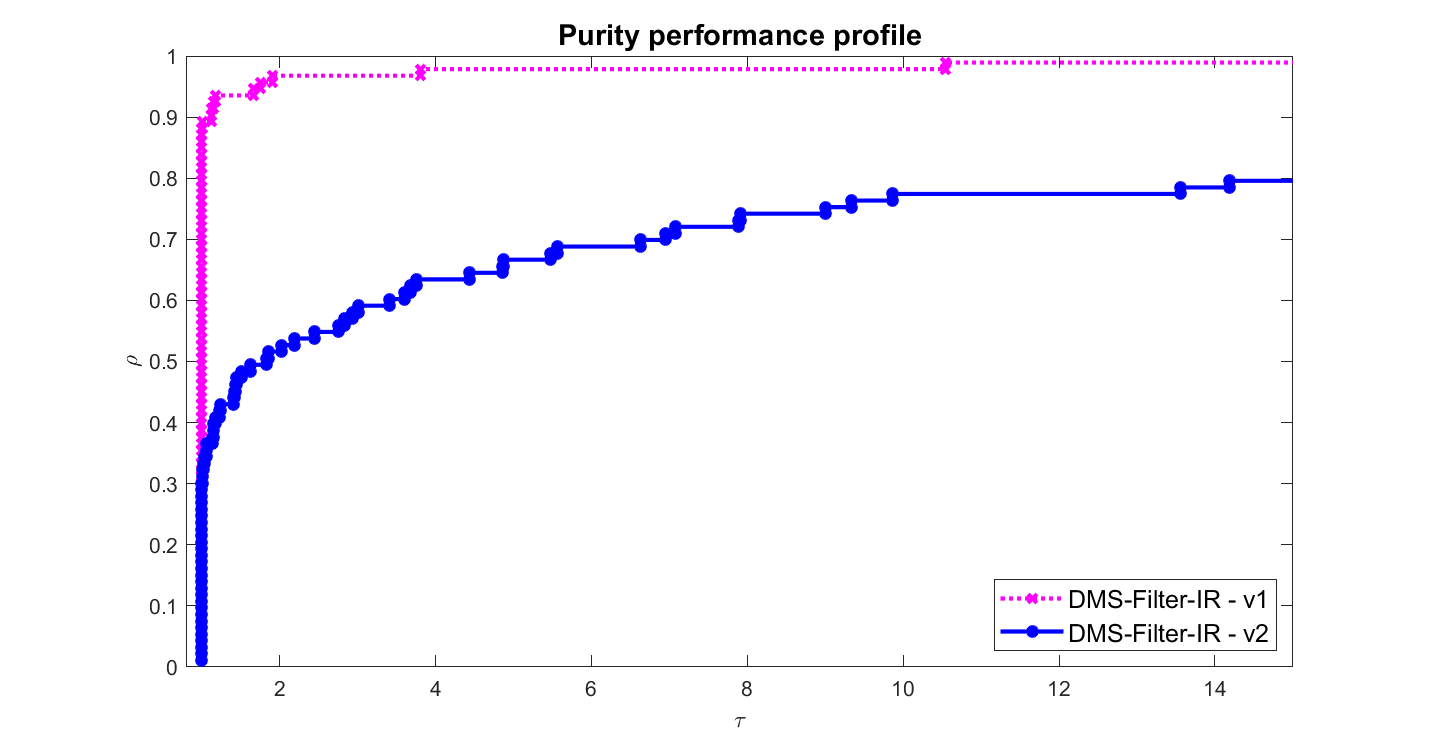 Purity performance profile
1
0.9
0.8
0.7
0.6
0.5
0.4
0.3
0.2
0.1
0
ρ
2 4 6 8 10 12 14
τ
DMS-Filter-IR - v1
DMS-Filter-IR - v2